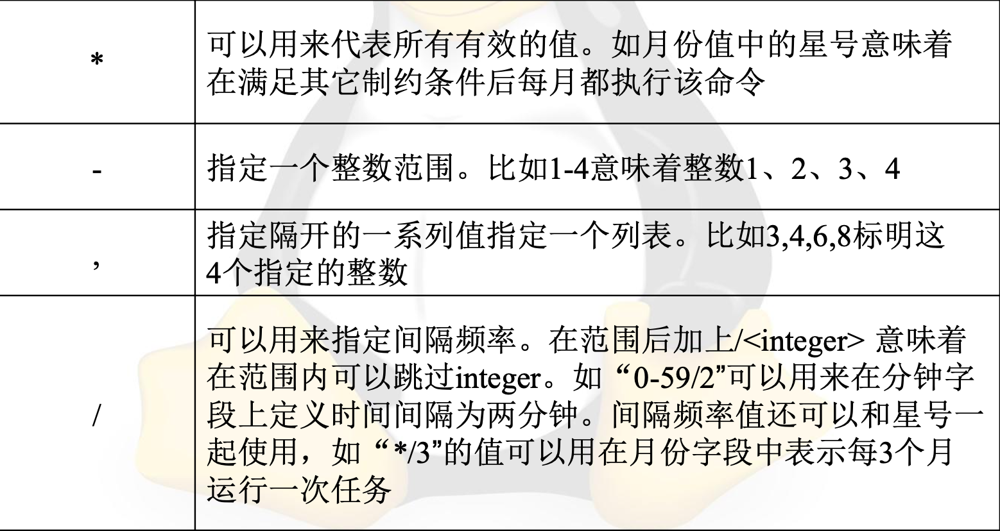 *
可以用来代表所有有效的值。如月份值中的星号意味着
在满足其它制约条件后每月都执行该命令
-
指定一个整数范围。比如1-4意味着整数1、2、3、4
,
指定隔开的一系列值指定一个列表。比如3,4,6,8标明这
4个指定的整数
/
可以用来指定间隔频率。在范围后加上/<integer> 意味着
在范围内可以跳过integer。如“0-59/2”可以用来在分钟字
段上定义时间间隔为两分钟。间隔频率值还可以和星号一
起使用，如“*/3”的值可以用在月份字段中表示每3个月
运行一次任务